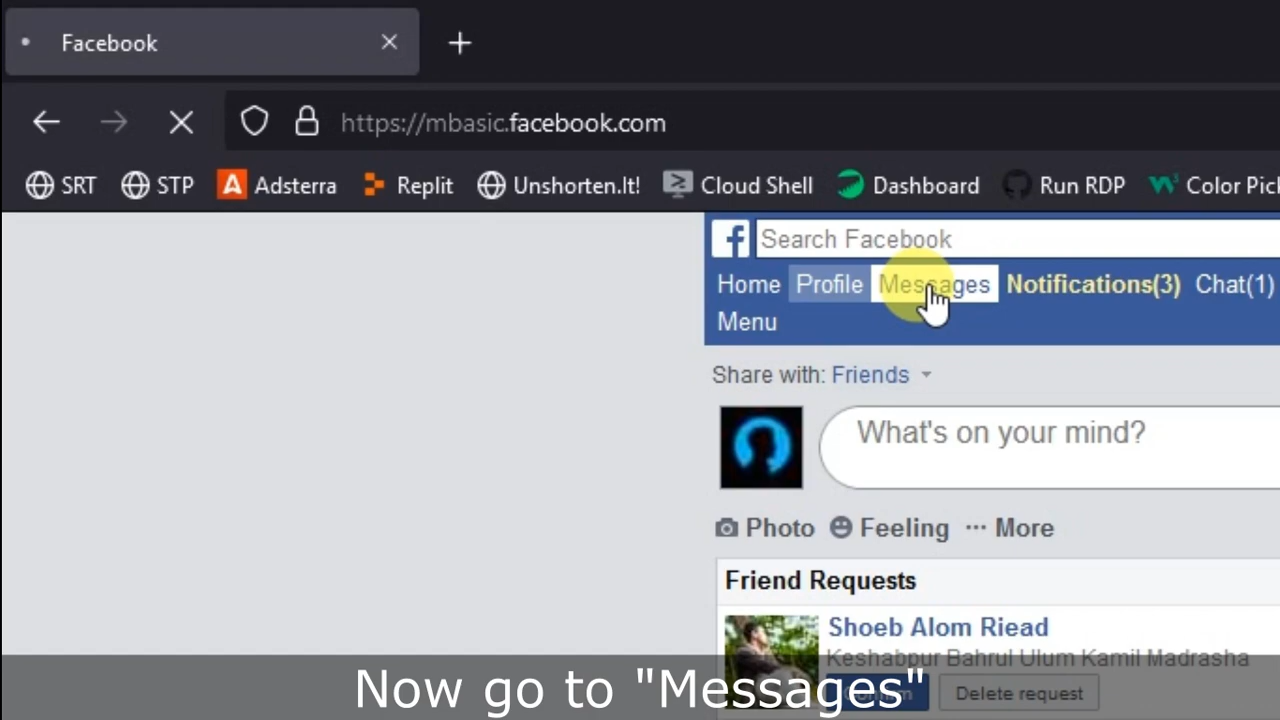 Facebook
https://mbasic.facebook.com
SRT STP Adsterra Replit Unshorten.It! Cloud Shell Dashboard Run RDP Color Pic
Search Facebook
Home Profile Messages Notifications(3) Chat(1)
Menu
Share with: Friends
What's on your mind?
Photo Feeling More
Friend Requests
Shoeb Alom Riead
Keshabpur Bahrul Ulum Kamil Madrasha
Confirm Delete request
Now go to "Messages"